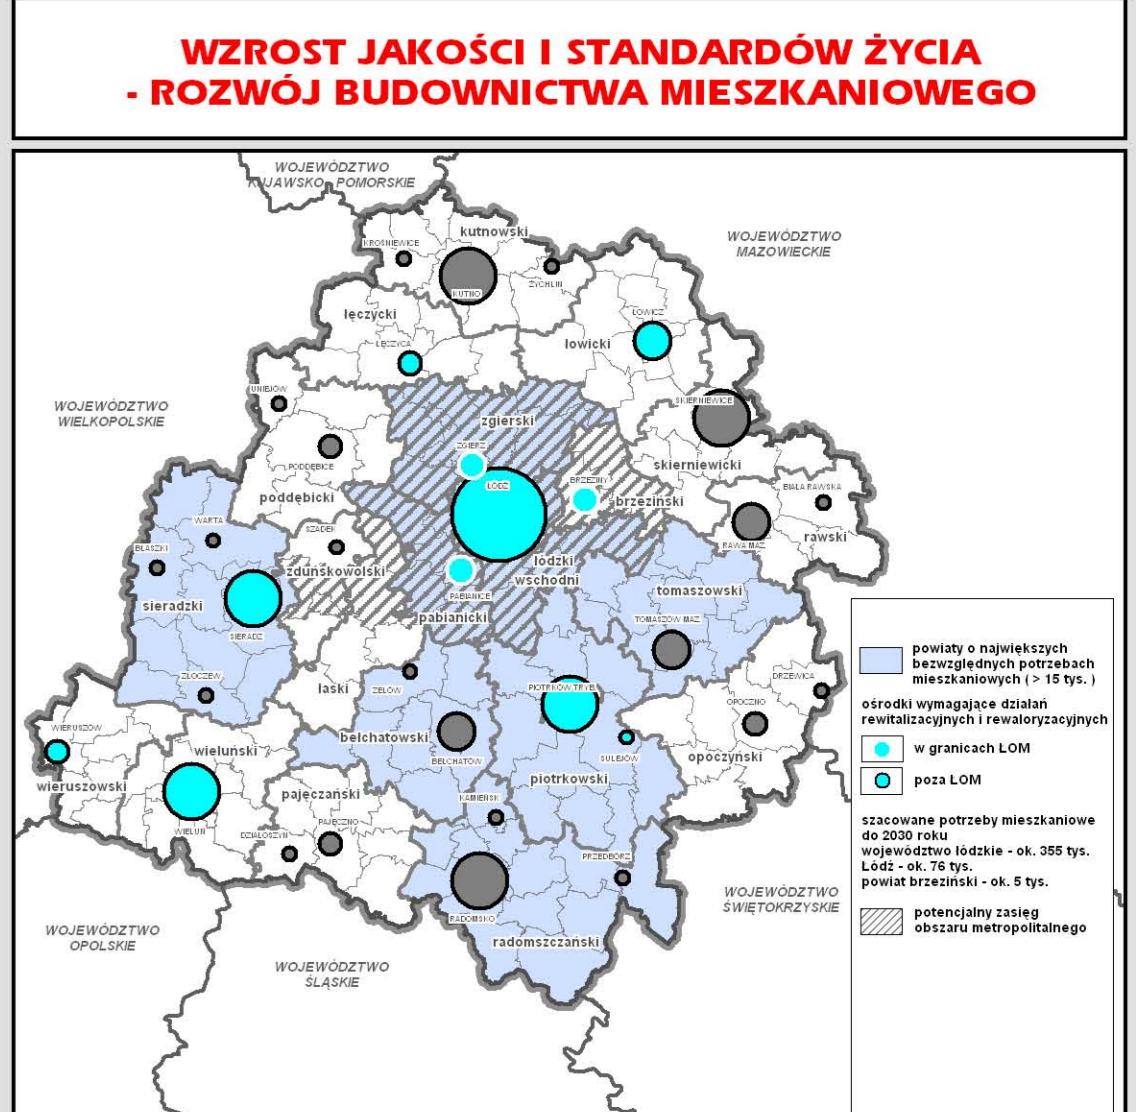 WZROST JAKOŚCI I STANDARDÓW ŻYCIA
- ROZWÓJ BUDOWNICTWA MIESZKANIOWEGO
WOJEWÓDZTWO
KUJAWSKO - POMORSKIE
WOJEWÓDZTWO
MAZOWIECKIE
kutnowski
KROŚNIEWICE
KUTNO
ŻYCHLIN
łęczycki
ŁĘCZYCA
łowicki
ŁOWICZ
WOJEWÓDZTWO
WIELKOPOLSKIE
UNIEJÓW
PODDĘBICE
poddębicki
zgierski
ZGIERZ
ŁÓDŹ
BRZEZINY
brzeziński
SKIERNIEWICE
skierniewicki
BIAŁA RAWSKA
RAWA MAZ.
rawski
WARTA
BŁASZKI
sieradzki
SIERADZ
ZŁOCZEW
SZADEK
zduńskowolski
PABIANICE
pabianicki
łódzki
wschodni
tomaszowski
TOMASZÓW MAZ.
łaski
ZELÓW
bełchatowski
BEŁCHATÓW
PIOTRKÓW TRYB.
SULEJÓW
piotrkowski
DRZEWICA
OPOCZNO
opoczyński
WIERUSZÓW
wieruszowski
wieluński
WIELUŃ
pajęczański
PAJĘCZNO
DZIAŁOSZYN
KAMIEŃSK
RADOMSKO
radomszczański
PRZEDBÓRZ
WOJEWÓDZTWO
OPOLSKIE
WOJEWÓDZTWO
ŚLĄSKIE
WOJEWÓDZTWO
ŚWIĘTOKRZYSKIE
powiaty o największych
bezwzględnych potrzebach
mieszkaniowych ( > 15 tys. )
ośrodki wymagające działań
rewitalizacyjnych i rewaloryzacyjnych
w granicach LOM
poza LOM
szacowane potrzeby mieszkaniowe
do 2030 roku
województwo łódzkie - ok. 355 tys.
Łódź - ok. 76 tys.
powiat brzeziński - ok. 5 tys.
potencjalny zasięg
obszaru metropolitalnego